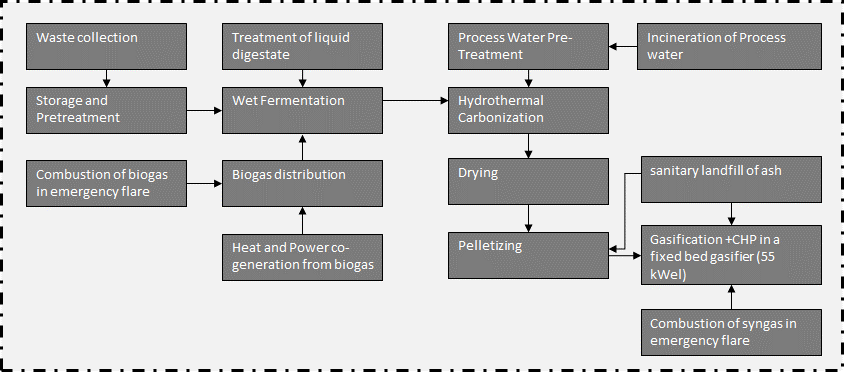 Waste collection
Treatment of liquid
digestate
Process Water Pre-
Treatment
Incineration of Process
water
Storage and
Pretreatment
Wet Fermentation
Hydrothermal
Carbonization
Combustion of biogas
in emergency flare
Biogas distribution
Drying
sanitary landfill of ash
Heat and Power co-
generation from biogas
Pelletizing
Gasification +CHP in a
fixed bed gasifier (55
kWel)
Combustion of syngas in
emergency flare